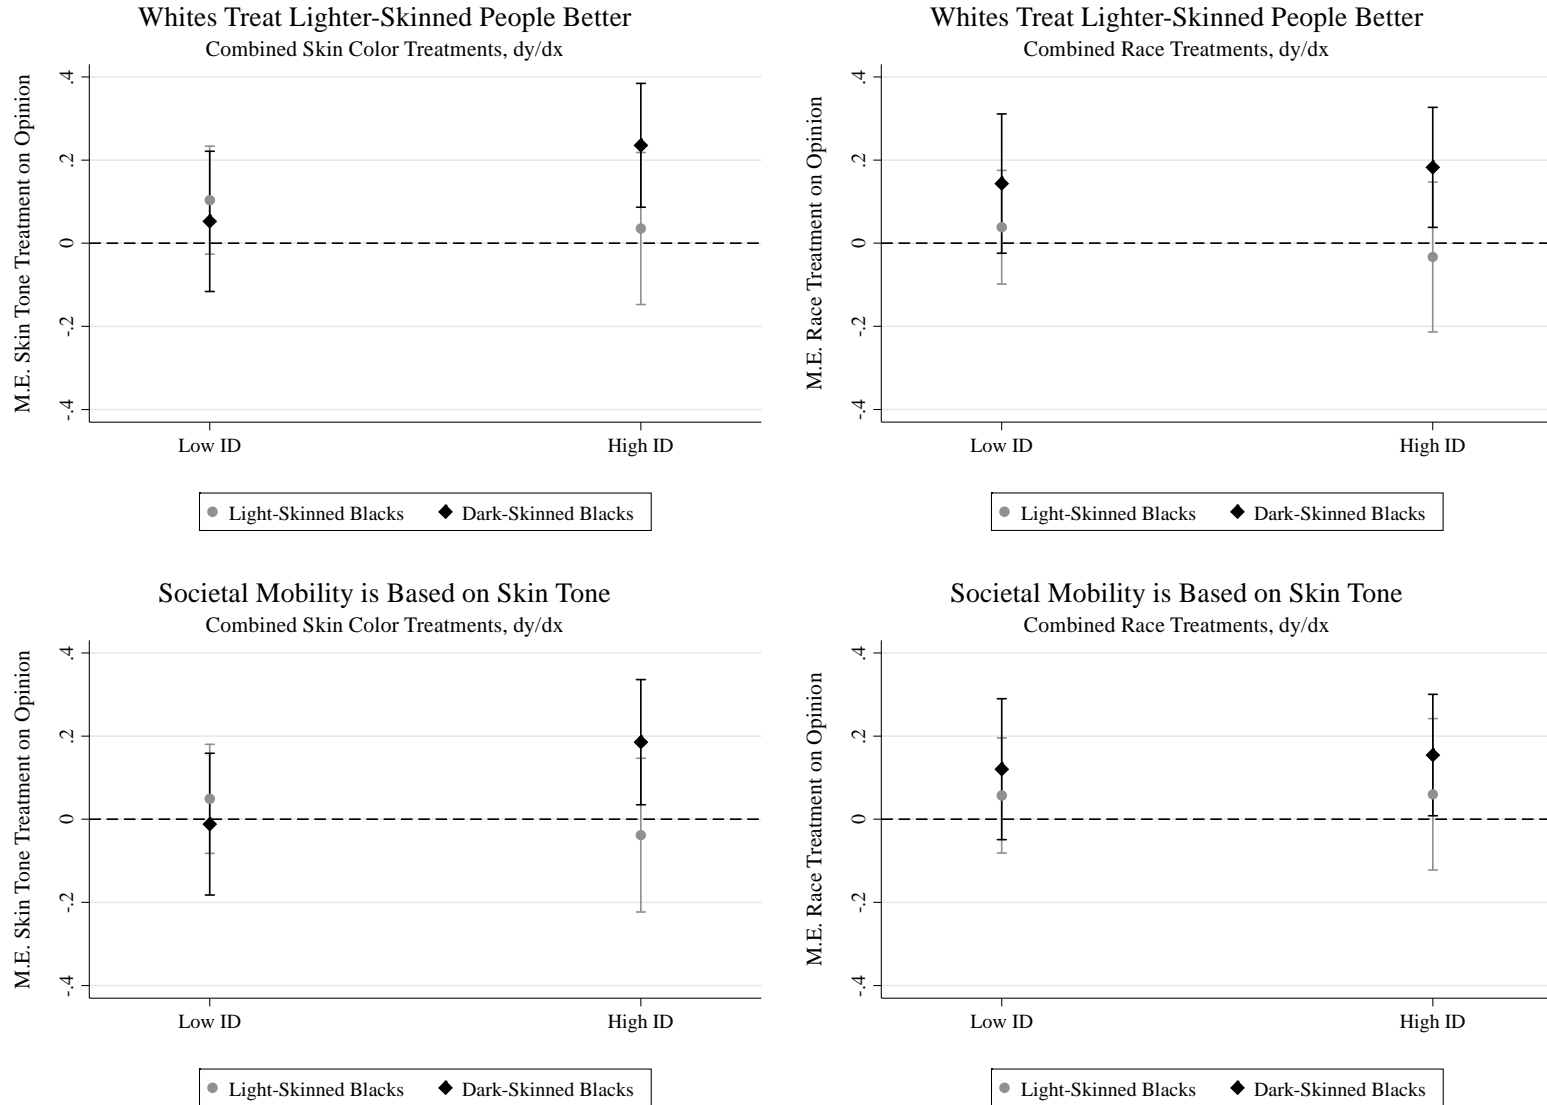 Whites Treat Lighter-Skinned People Better
Combined Skin Color Treatments, dy/dx
M.E. Skin Tone Treatment on Opinion
.4
.2
0
-.2
-.4
Low ID
High ID
Light-Skinned Blacks
Dark-Skinned Blacks
Whites Treat Lighter-Skinned People Better
Combined Race Treatments, dy/dx
M.E. Race Treatment on Opinion
.4
.2
0
-.2
-.4
Low ID
High ID
Light-Skinned Blacks
Dark-Skinned Blacks
Societal Mobility is Based on Skin Tone
Combined Skin Color Treatments, dy/dx
M.E. Skin Tone Treatment on Opinion
.4
.2
0
-.2
-.4
Low ID
High ID
Light-Skinned Blacks
Dark-Skinned Blacks
Societal Mobility is Based on Skin Tone
Combined Race Treatments, dy/dx
M.E. Race Treatment on Opinion
.4
.2
0
-.2
-.4
Low ID
High ID
Light-Skinned Blacks
Dark-Skinned Blacks